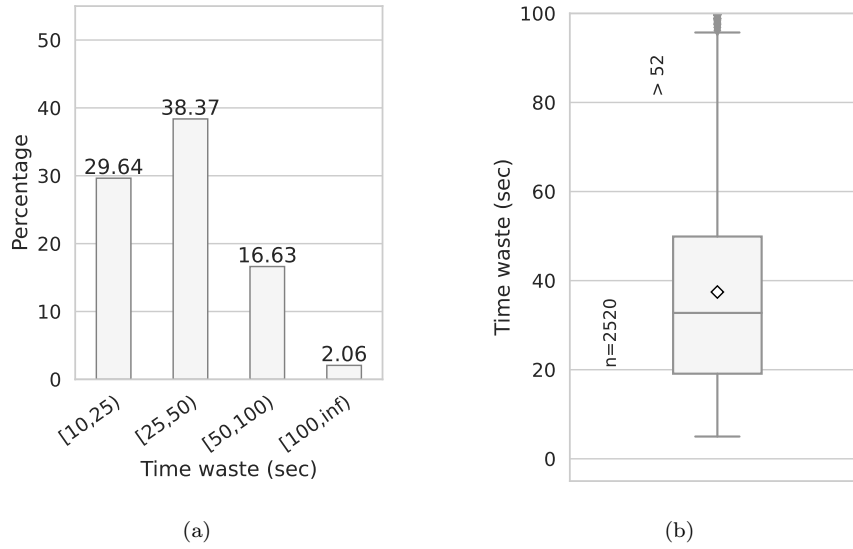 50
40
30
20
10
0
Percentage
29.64
38.37
16.63
2.06
[10,25)
[25,50)
[50,100)
[100,inf)
Time waste (sec)
(a)
100
80
60
40
20
0
Time waste (sec)
> 52
n=2520
(b)